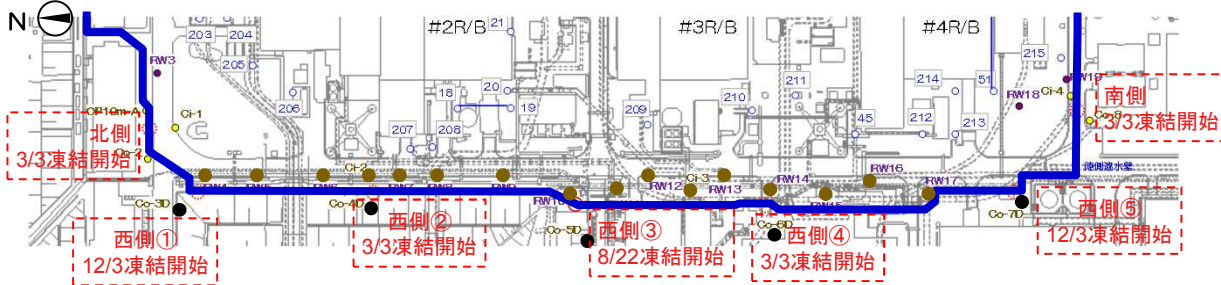 N
203
204
205
206
#2R/B
21
20
19
18
207
208
209
#3R/B
210
211
45
#4R/B
214
51
215
212
213
RW3
OP10m-A
Ci-1
北側
3/3凍結開始
Ci-2
RW10
RW12
Ci-3
RW13
RW14
RW16
RW17
RW18
RW19
Ci-4
南側
3/3凍結開始
Co-3D
西側①
12/3凍結開始
Co-4D
西側②
3/3凍結開始
Co-5D
西側③
8/22凍結開始
Co-6D
西側④
3/3凍結開始
Co-7D
西側⑤
12/3凍結開始